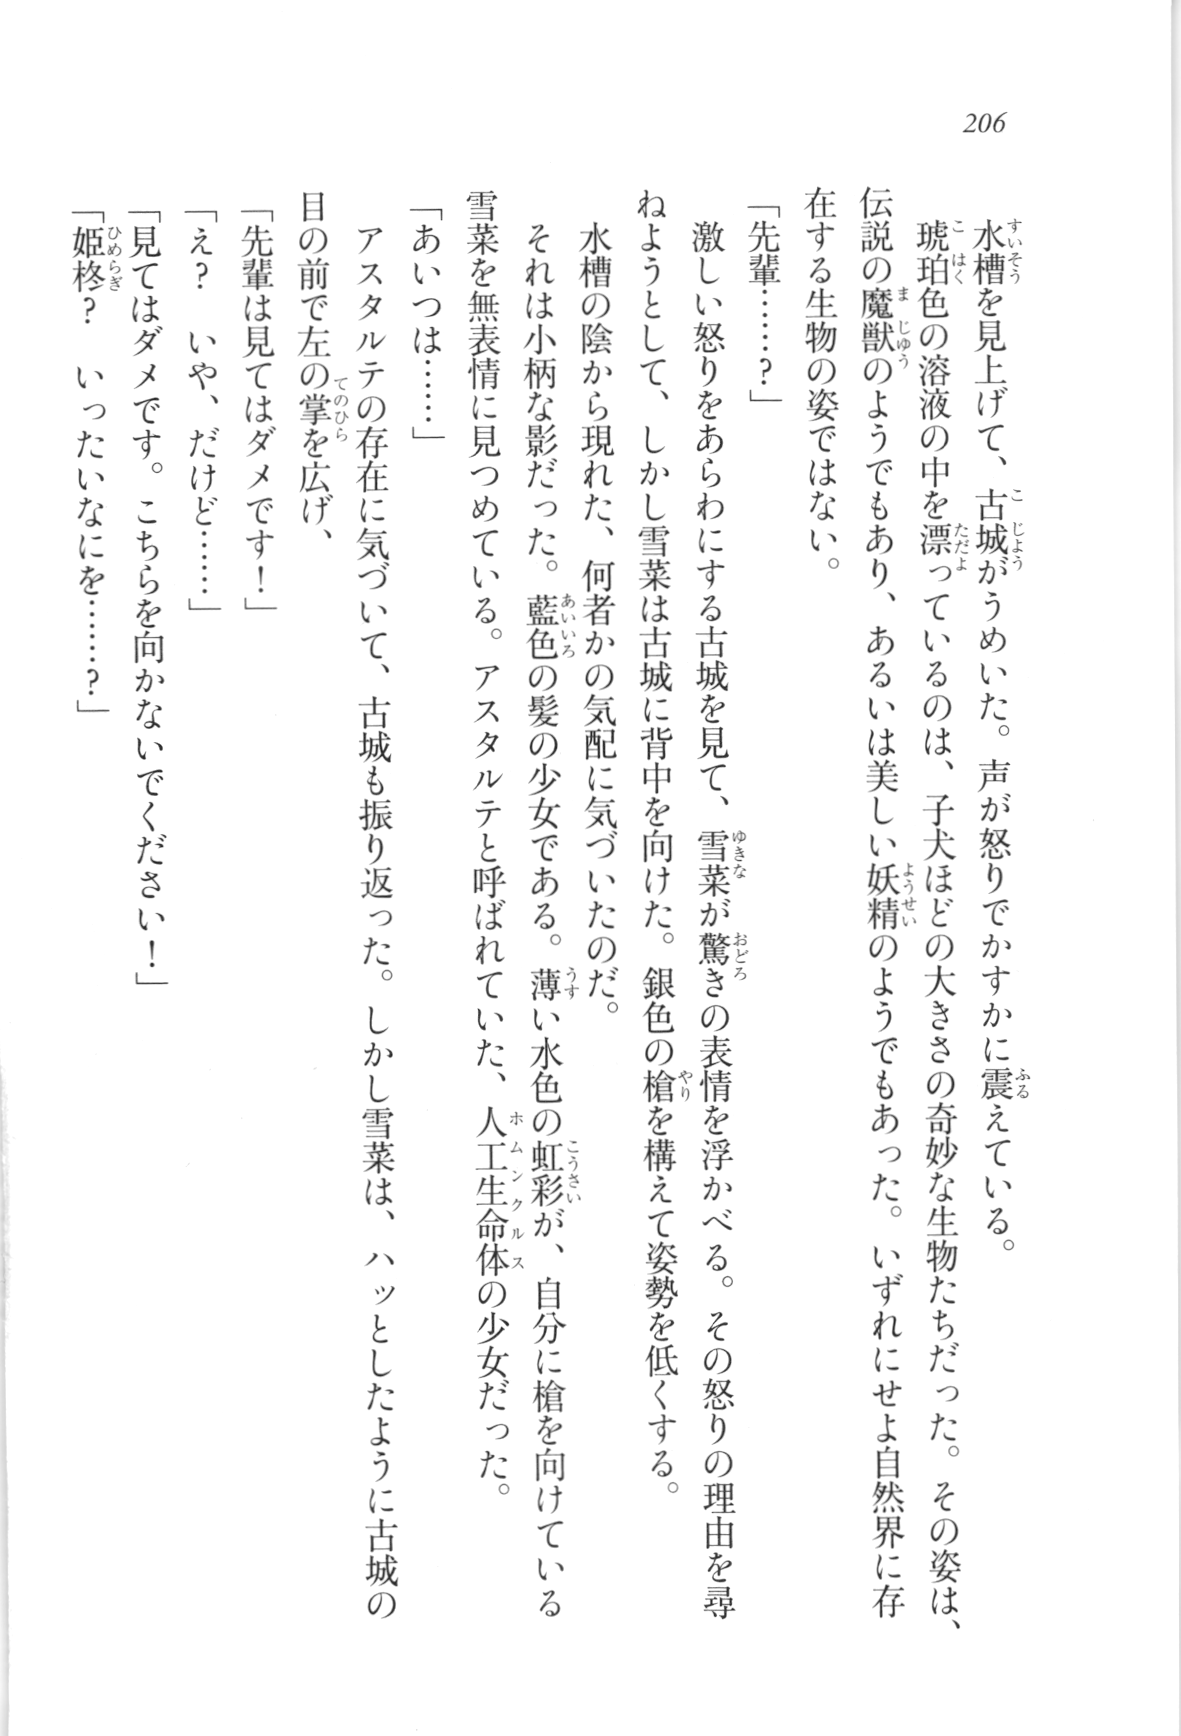 206
水槽を見上げて、古城がうめいた。声が怒りでかすかに震えている。
琥珀色の溶液の中を漂っているのは、子犬ほどの大きさの奇妙な生物たちだった。その姿は、
伝説の魔獣のようでもあり、あるいは美しい妖精のようでもあった。いずれにせよ自然界に存
在する生物の姿ではない。
「先輩……?」
激しい怒りをあらわにする古城を見て、雪菜が驚きの表情を浮かべる。その怒りの理由を尋
ねようとして、しかし雪菜は古城に背中を向けた。銀色の槍を構えて姿勢を低くする。
水槽の陰から現れた、何者かの気配に気づいたのだ。
それは小柄な影だった。藍色の髪の少女である。薄い水色の虹彩が、自分に槍を向けている
雪菜を無表情に見つめている。アスタルテと呼ばれていた、人工生命体の少女だった。
「あいつは……」
アスタルテの存在に気づいて、古城も振り返った。しかし雪菜は、ハッとしたように古城の
目の前で左の掌を広げ、
「先輩は見てはダメです!」
「え? いや、だけど……」
「見てはダメです。こちらを向かないでください!」
「姫柊? いったいなにを……?」